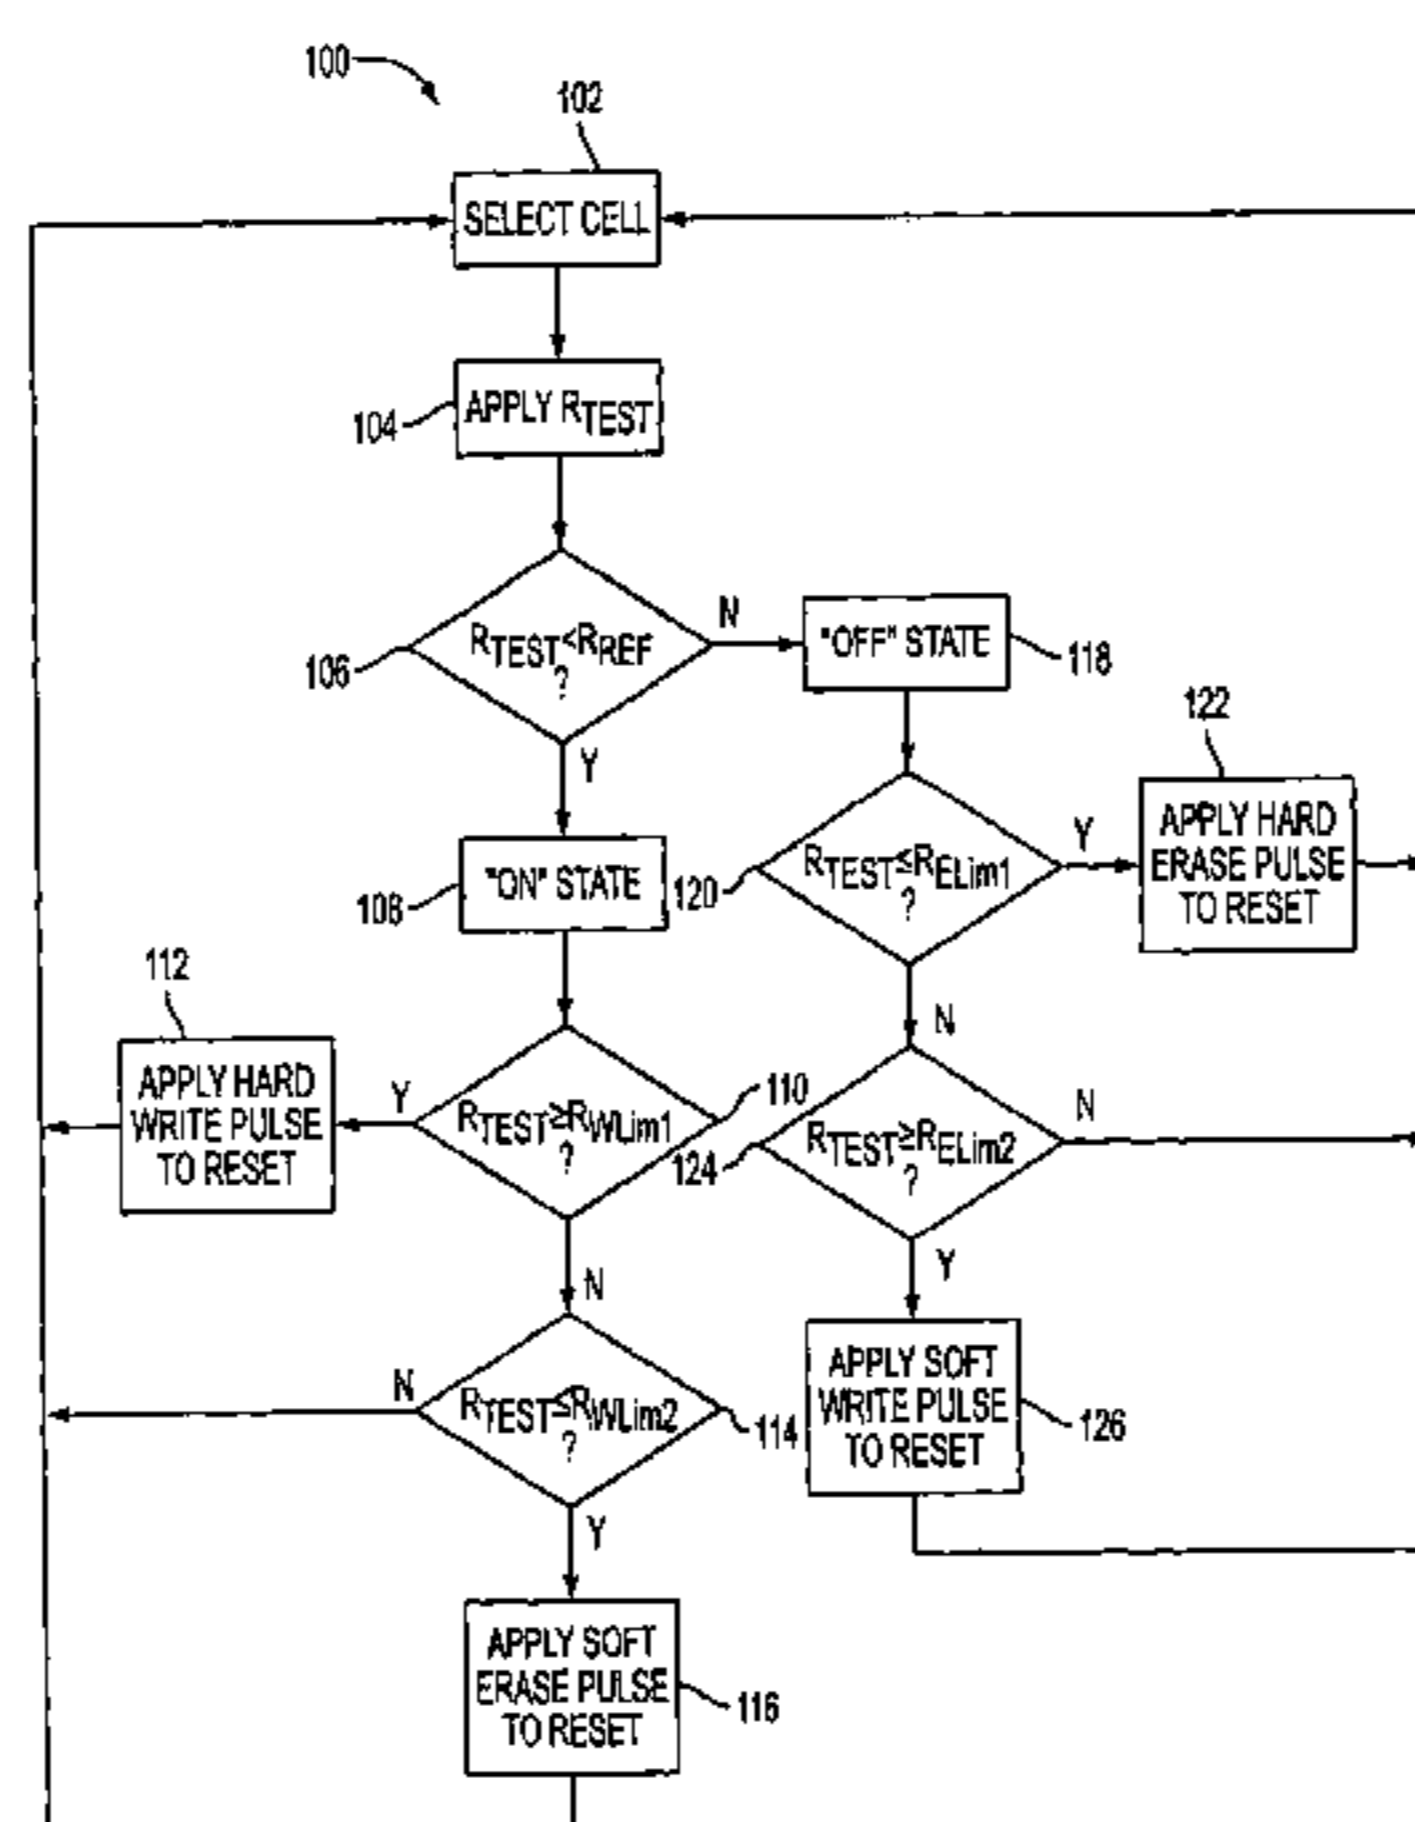 100
102
SELECT CELL
104
APPLY RTEST
106
RTEST<RREF
?
N
Y
"OFF" STATE
118
122
APPLY HARD
ERASE PULSE
TO RESET
"ON" STATE
108
120
RTEST≤RELim1
?
Y
N
112
APPLY HARD
WRITE PULSE
TO RESET
Y
RTEST≥RWLim1
?
110
N
124
RTEST≥RELim2
?
N
Y
N
RTEST≤RWLim2
?
114
Y
APPLY SOFT
WRITE PULSE
TO RESET
126
APPLY SOFT
ERASE PULSE
TO RESET
116